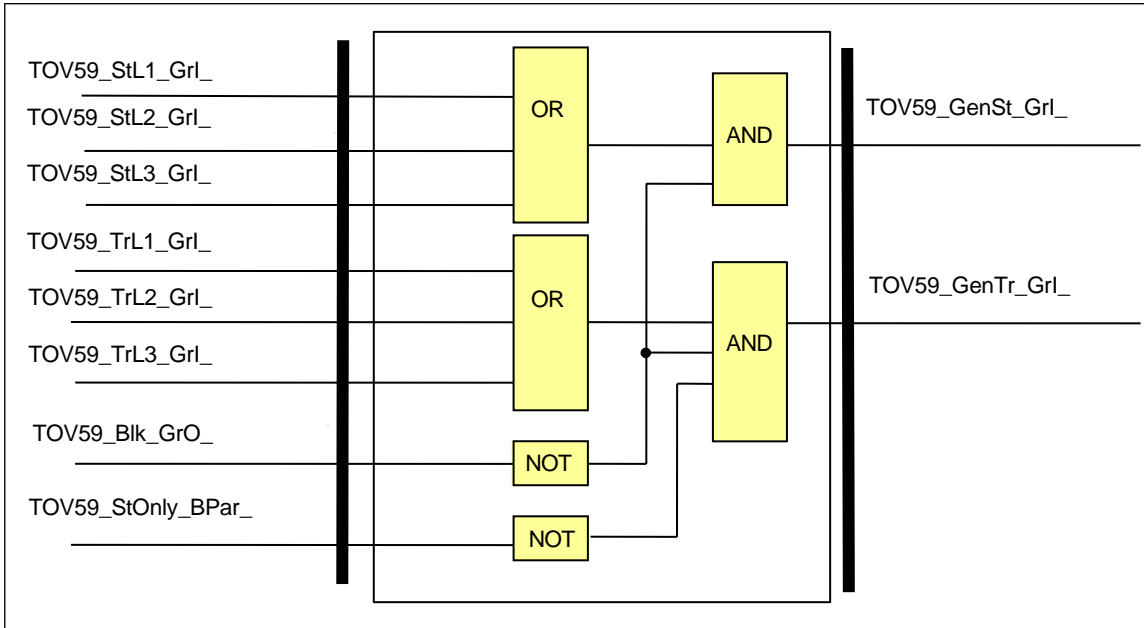 TOV59_StL1_GrI_
TOV59_StL2_GrI_
TOV59_StL3_GrI_
TOV59_TrL1_GrI_
TOV59_TrL2_GrI_
TOV59_TrL3_GrI_
TOV59_Blk_GrO_
TOV59_StOnly_BPar_
OR
OR
NOT
NOT
AND
AND
TOV59_GenSt_GrI_
TOV59_GenTr_GrI_